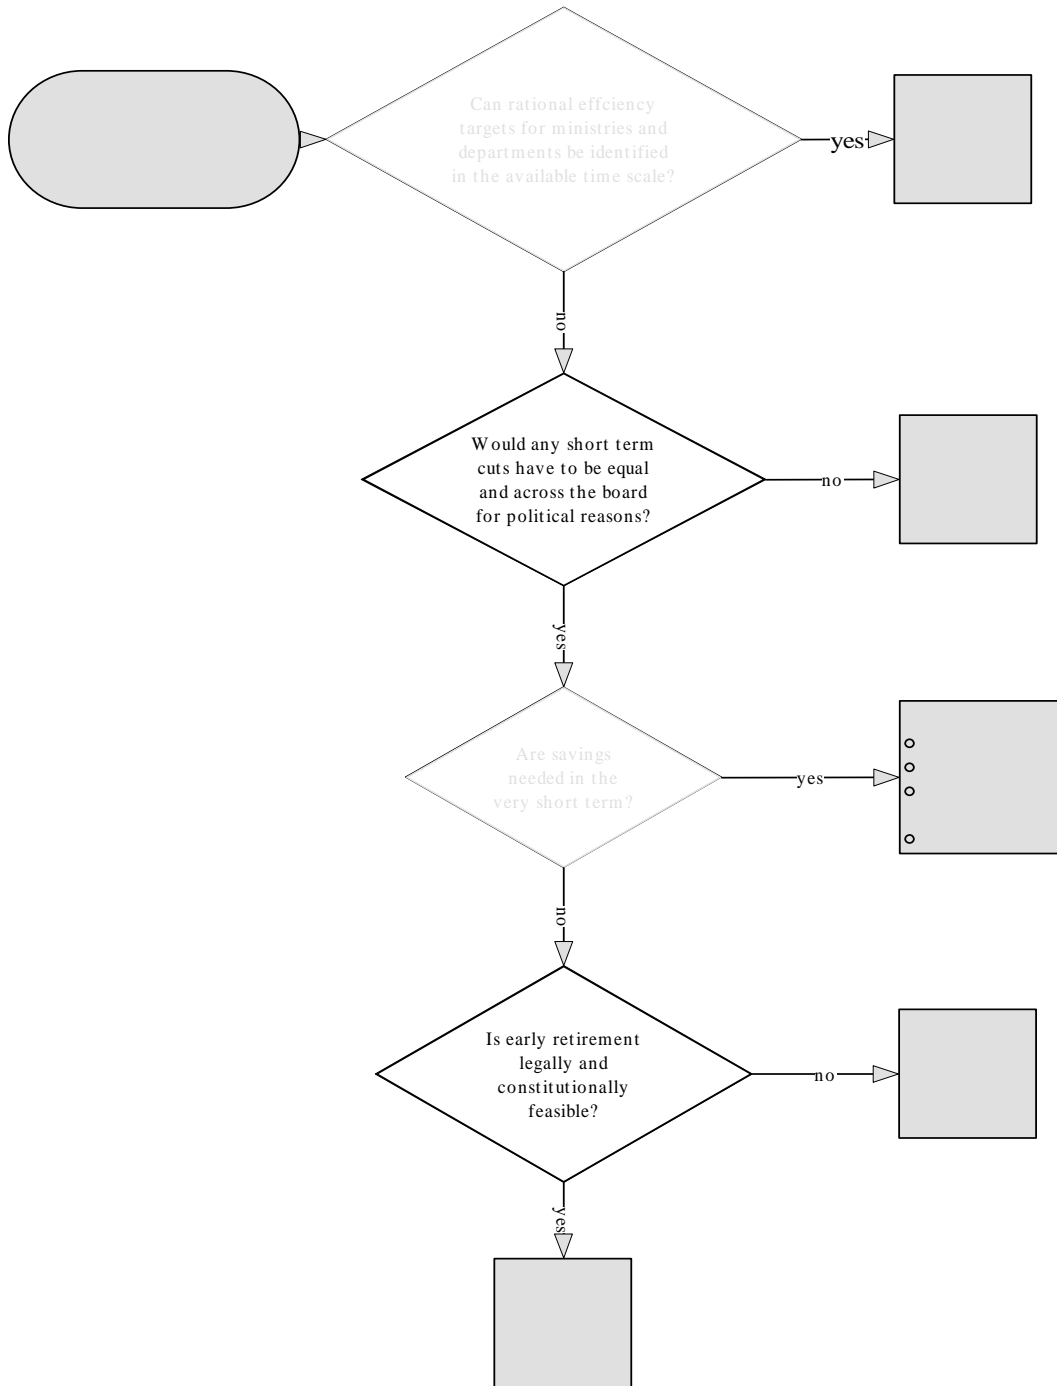 Can rational effciency
targets for ministries and
departments be identified
in the available time scale?
yes
no
Would any short term
cuts have to be equal
and across the board
for political reasons?
no
yes
Are savings
needed in the
very short term?
yes
no
Is early retirement
legally and
constitutionally
feasible?
no
yes